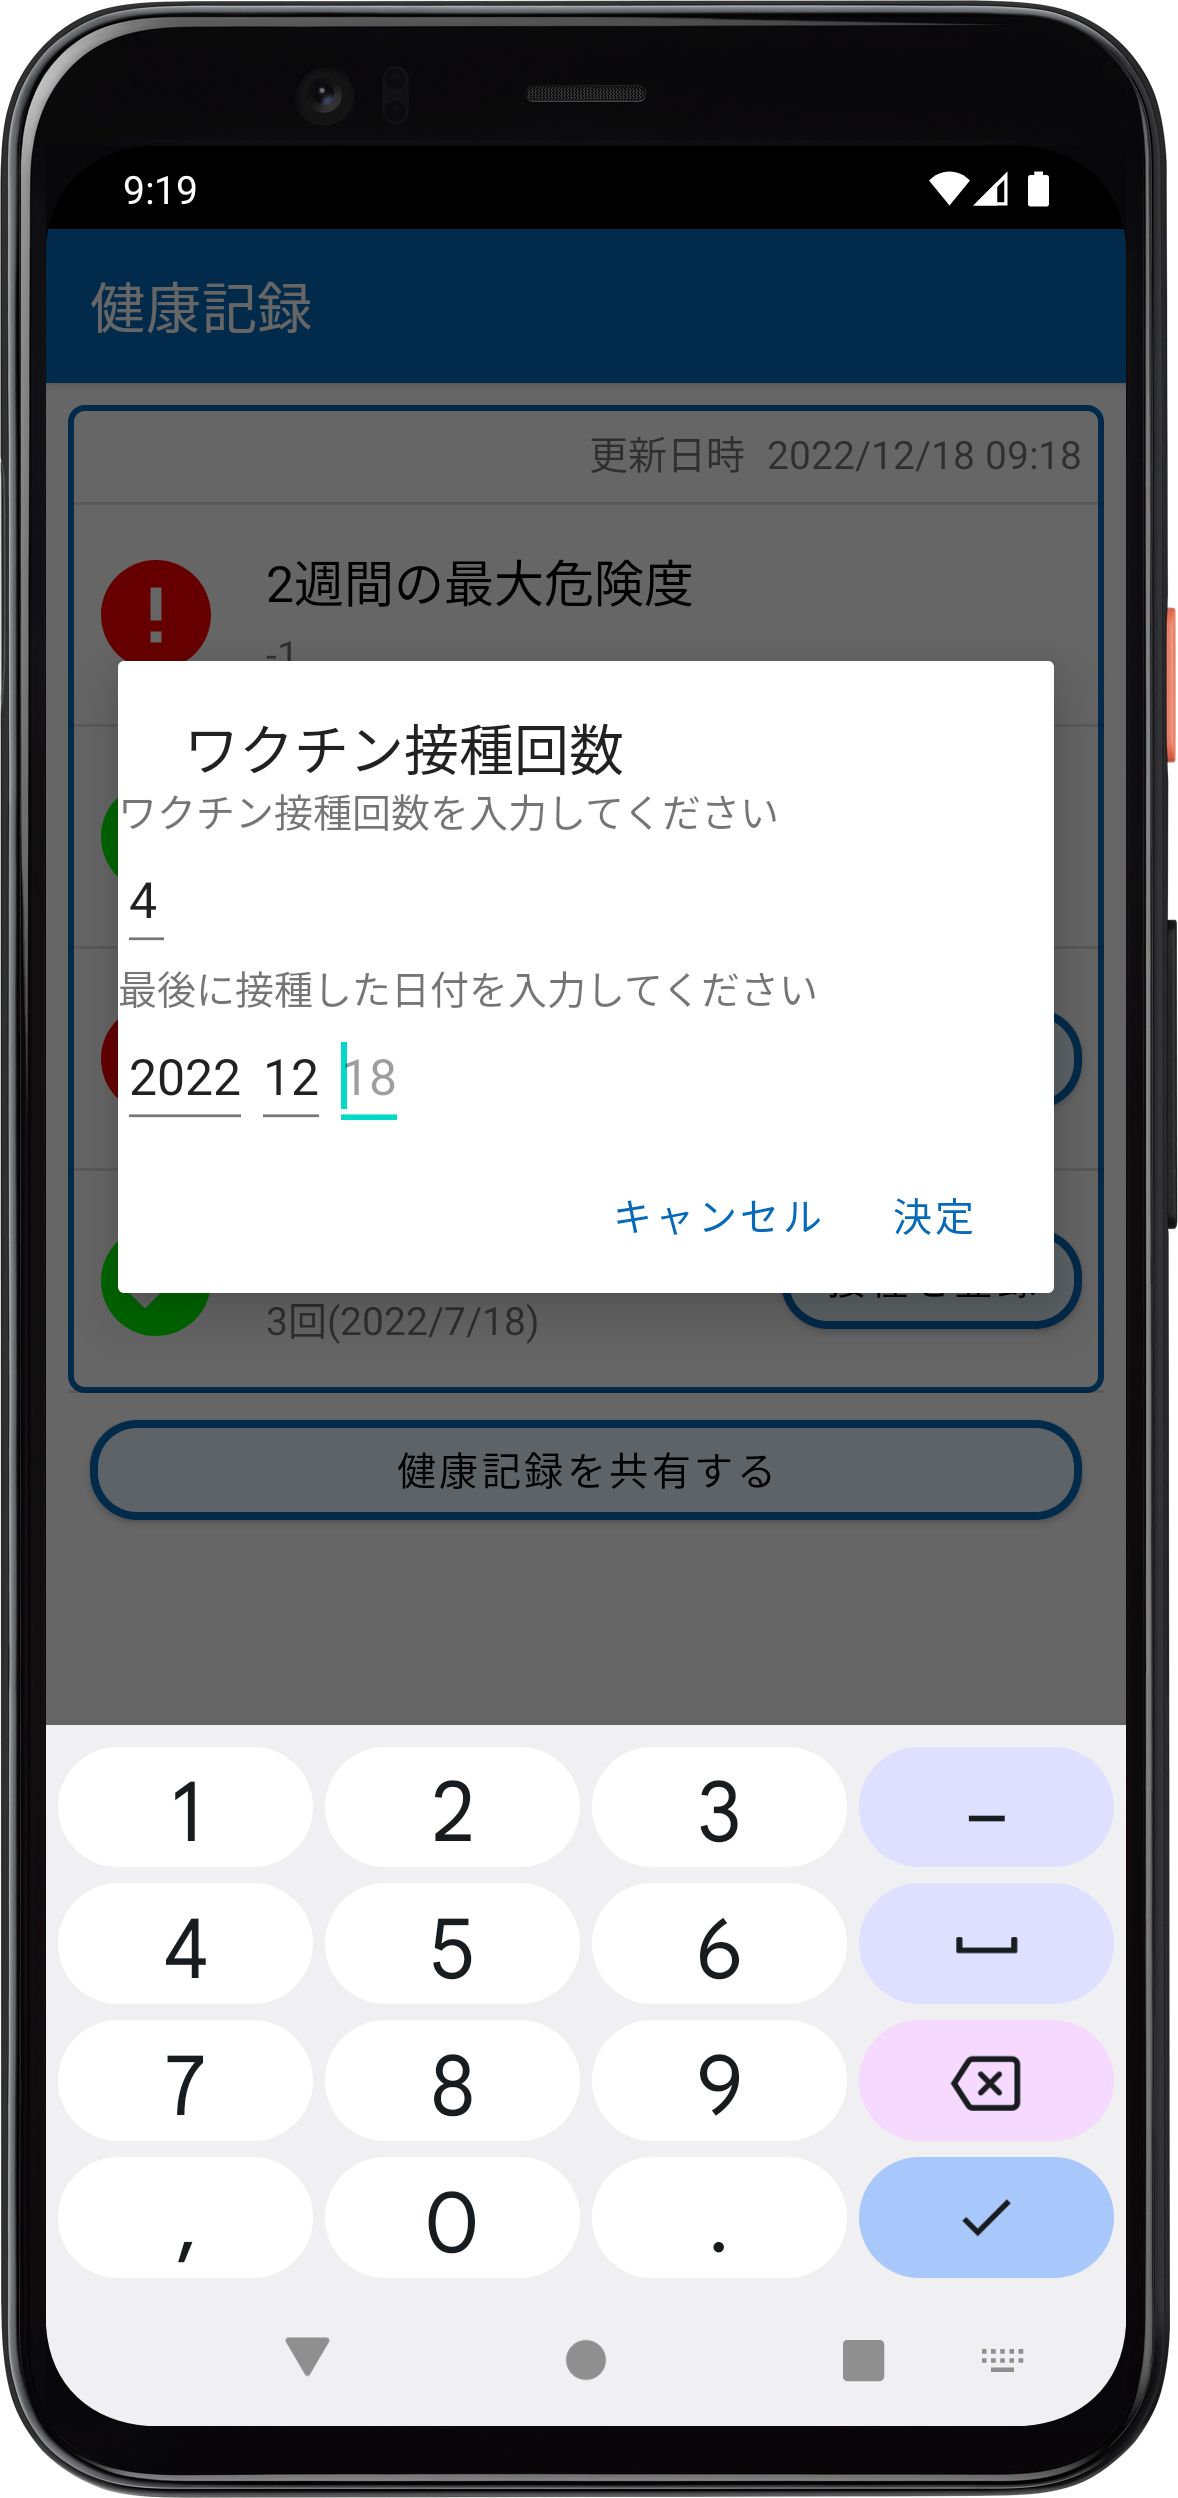 9:19
健康記録
更新日時 2022/12/18 09:18
2週間の最大危険度
-1
ワクチン接種回数
ワクチン接種回数を入力してください
4
最後に接種した日付を入力してください
2022 12 18
キャンセル 決定
3回(2022/7/18)
健康記録を共有する
1 2 3 –
4 5 6
7 8 9
, 0 .